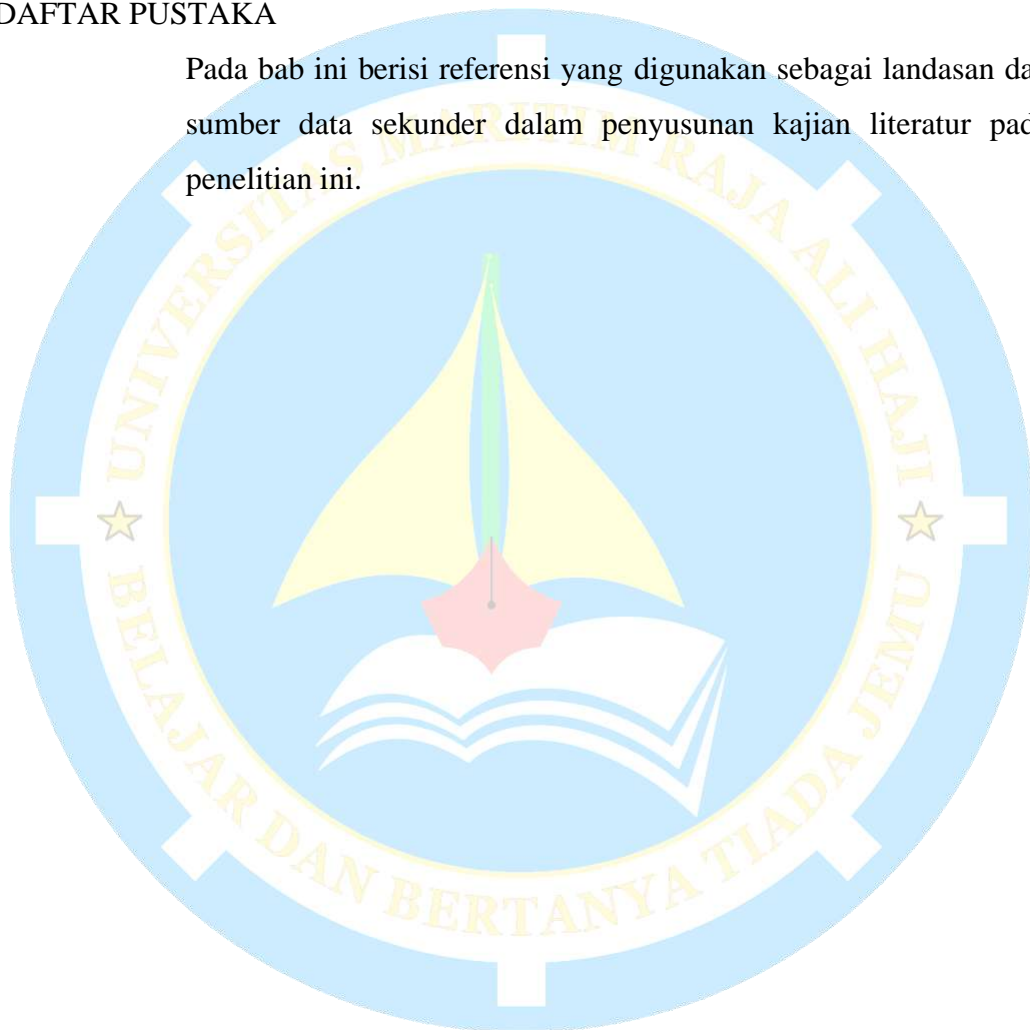 DAFTAR PUSTAKA
Pada bab ini berisi referensi yang digunakan sebagai landasan da
sumber data sekunder dalam penyusunan kajian literatur pad
penelitian ini.
UNIVERSITAS MARITIM RAJA ALI HAJI
BELAJAR DAN BERTANYA TIADA JEMU